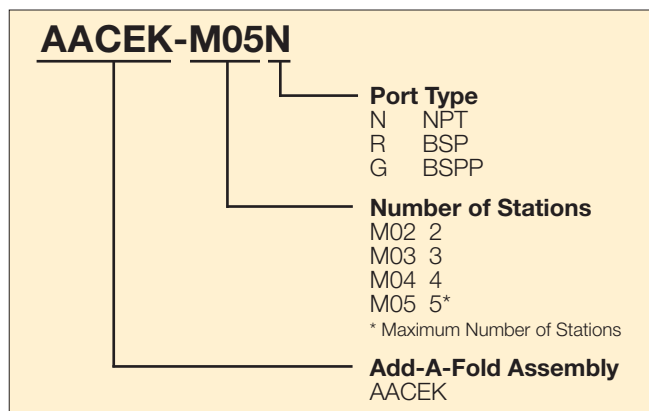 AACEK-M05N
Port Type
N NPT
R BSP
G BSPP
Number of Stations
M02 2
M03 3
M04 4
M05 5*
* Maximum Number of Stations
Add-A-Fold Assembly
AACEK